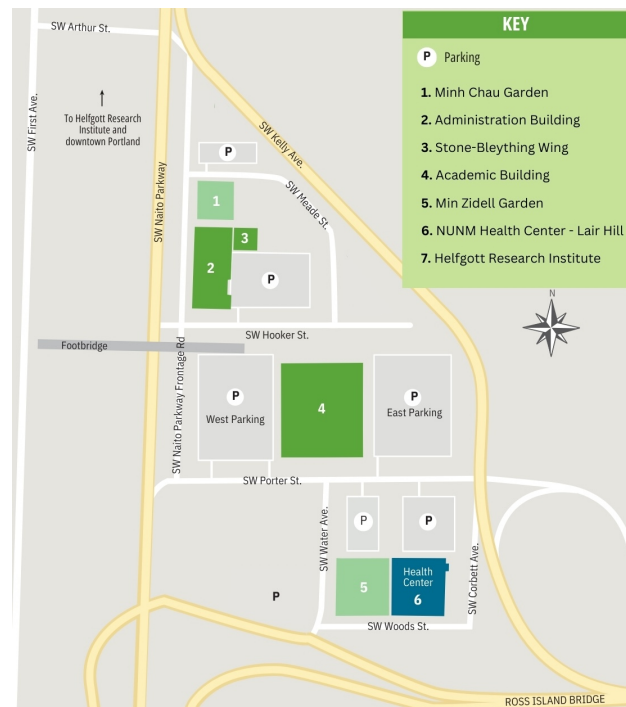 KEY
P Parking
1. Minh Chau Garden
2. Administration Building
3. Stone-Bleything Wing
4. Academic Building
5. Min Zidell Garden
6. NUNM Health Center - Lair Hill
7. Helfgott Research Institute
SW Arthur St.
SW First Ave.
To Helfgott Research
Institute and
downtown Portland
SW Kelly Ave.
SW Naito Parkway
P
SW Meade St.
1
3
2
P
N
SW Hooker St.
Footbridge
SW Naito Parkway Frontage Rd
P
West Parking
4
P
East Parking
SW Porter St.
SW Water Ave.
P
P
SW Corbett Ave.
Health
Center
6
5
P
SW Woods St.
ROSS ISLAND BRIDGE